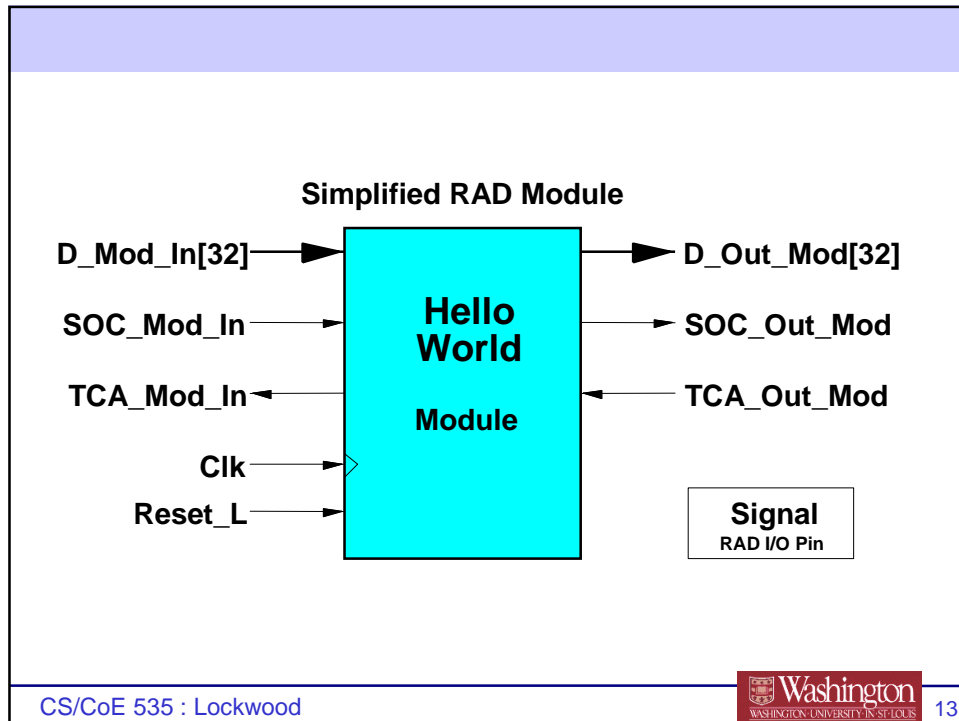 Simplified RAD Module
D_Mod_In[32]
D_Out_Mod[32]
SOC_Mod_In
Hello
World
SOC_Out_Mod
TCA_Mod_In
Module
TCA_Out_Mod
Clk
Reset_L
Signal
RAD I/O Pin
CS/CoE 535 : Lockwood
Washington
WASHINGTON·UNIVERSITY·IN·ST·LOUIS
13